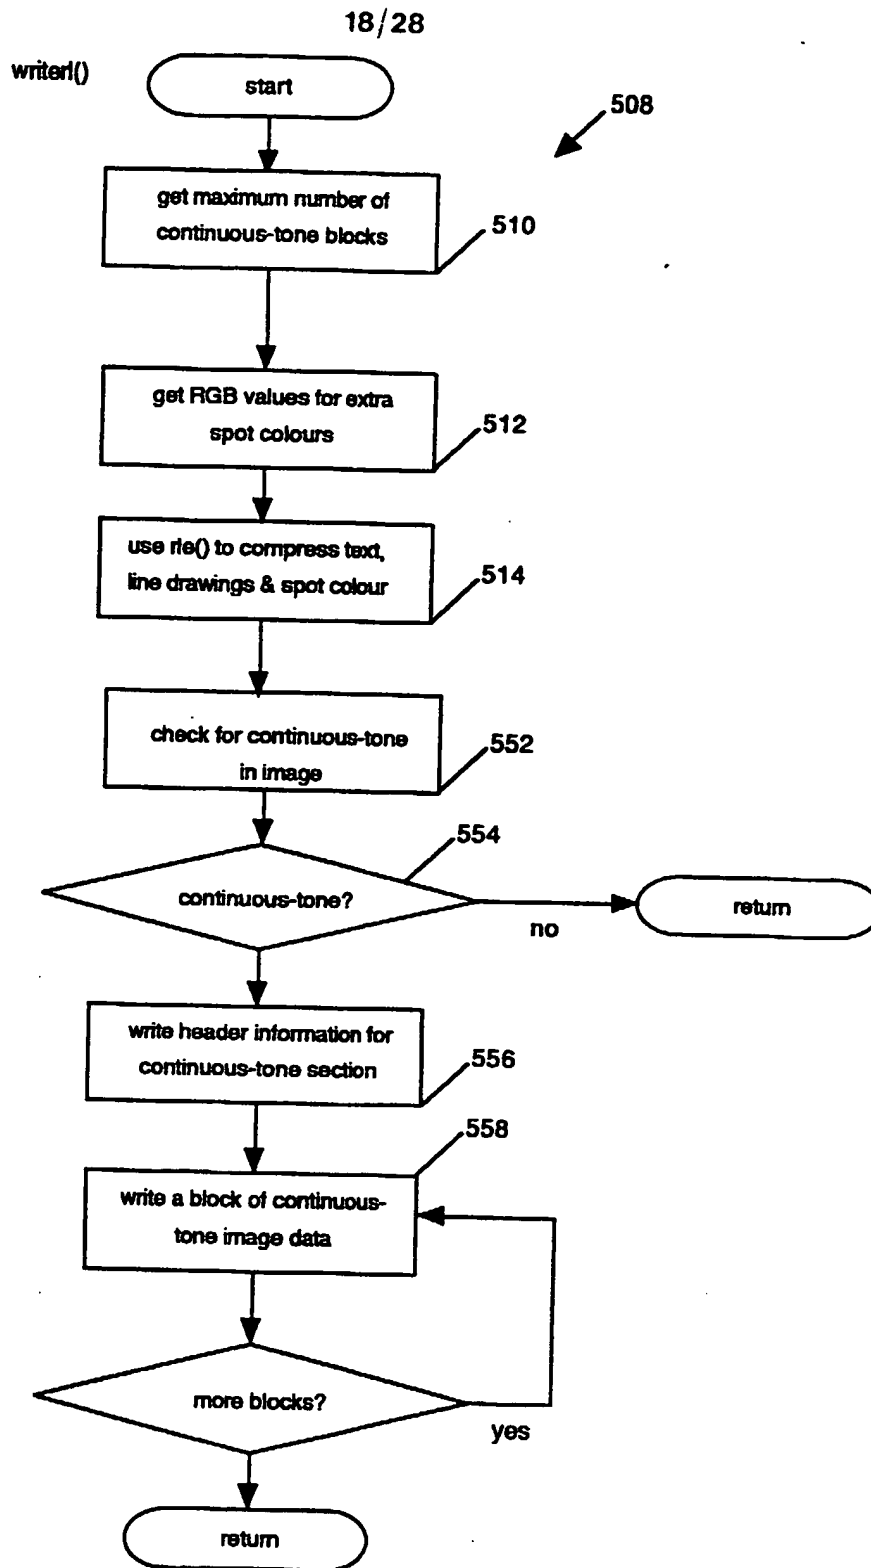 18/28
writerl()
start
508
get maximum number of
continuous-tone blocks
510
get RGB values for extra
spot colours
512
use rle() to compress text,
line drawings & spot colour
514
check for continuous-tone
in image
552
554
continuous-tone?
no
return
write header information for
continuous-tone section
556
558
write a block of continuous-
tone image data
more blocks?
yes
return